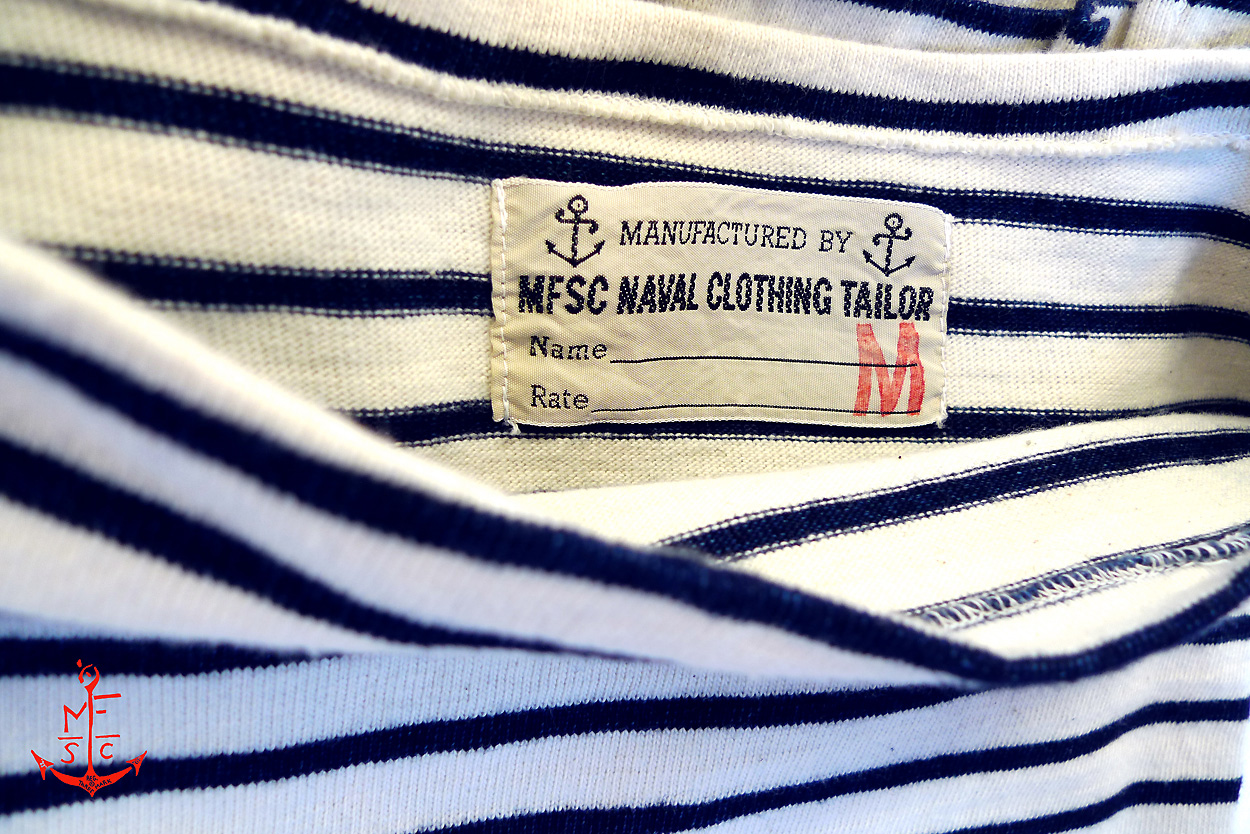 MANUFACTURED BY
MFSC NAVAL CLOTHING TAILOR
Name
Rate
M
M F
S C